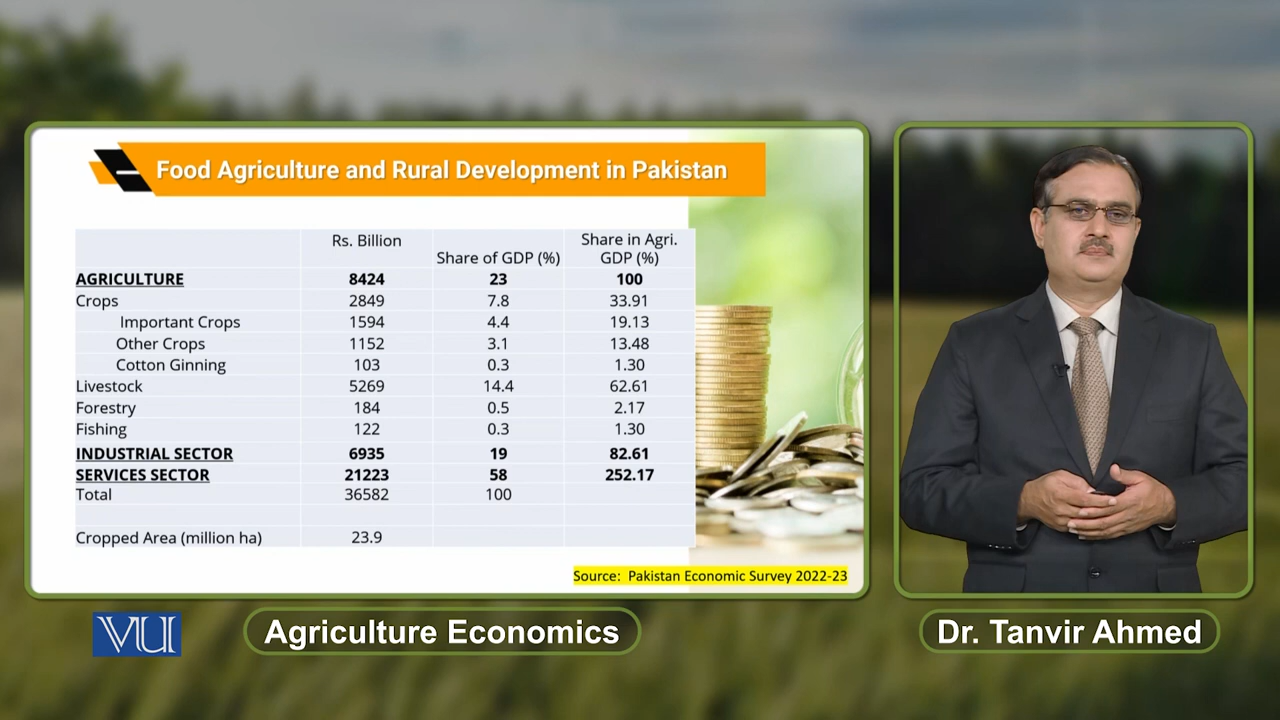 Food Agriculture and Rural Development in Pakistan
Rs. Billion Share of GDP (%) Share in Agri. GDP (%)
AGRICULTURE 8424 23 100
Crops 2849 7.8 33.91
Important Crops 1594 4.4 19.13
Other Crops 1152 3.1 13.48
Cotton Ginning 103 0.3 1.30
Livestock 5269 14.4 62.61
Forestry 184 0.5 2.17
Fishing 122 0.3 1.30
INDUSTRIAL SECTOR 6935 19 82.61
SERVICES SECTOR 21223 58 252.17
Total 36582 100
Cropped Area (million ha) 23.9
Source: Pakistan Economic Survey 2022-23
VU
Agriculture Economics
Dr. Tanvir Ahmed